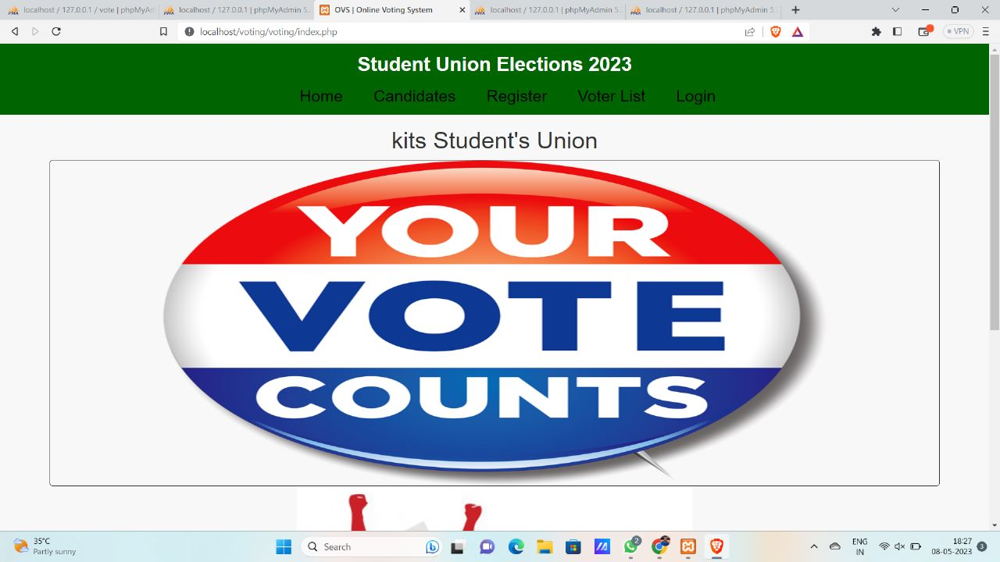 localhost / 127.0.0.1 / vote | phpMyAd
localhost / 127.0.0.1 | phpMyAdmin 5.
OVS | Online Voting System
localhost / 127.0.0.1 | phpMyAdmin 5.
localhost / 127.0.0.1 | phpMyAdmin 5.
localhost/voting/voting/index.php
VPN
Student Union Elections 2023
Home Candidates Register Voter List Login
kits Student's Union
YOUR
VOTE
COUNTS
35°C
Partly sunny
Search
2
ENG
IN
18:27
08-05-2023
3